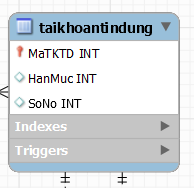 taikhoantindung
MaTKTD INT
HanMuc INT
SoNo INT
Indexes
Triggers